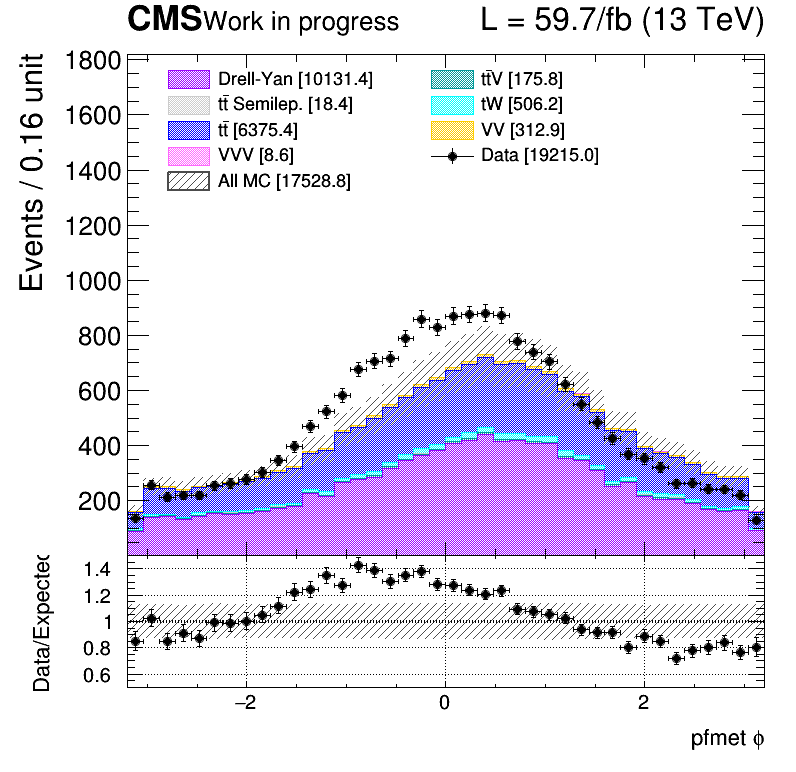 CMS Work in progress L = 59.7/fb (13 TeV)
Events / 0.16 unit
1800
1600
1400
1200
1000
800
600
400
200
Drell-Yan [10131.4]
tt̄ Semilep. [18.4]
tt̄ [6375.4]
VVV [8.6]
All MC [17528.8]
tt̄V [175.8]
tW [506.2]
VV [312.9]
Data [19215.0]
Data/Expected
1.4
1.2
1
0.8
0.6
−2 0 2
pfmet ϕ